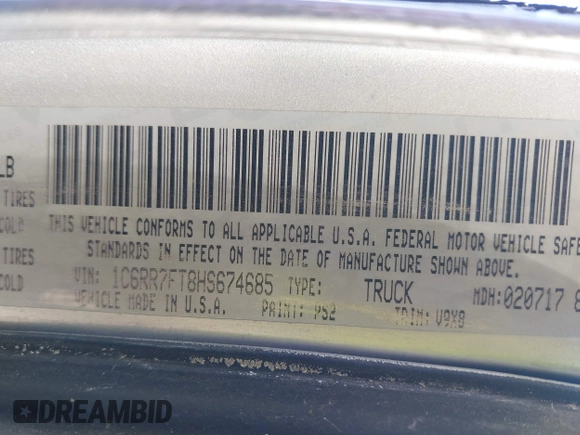 LB
TIRES
COLD
TIRES
COLD
THIS VEHICLE CONFORMS TO ALL APPLICABLE U.S.A. FEDERAL MOTOR VEHICLE SAFE
STANDARDS IN EFFECT ON THE DATE OF MANUFACTURE SHOWN ABOVE.
VIN: 1C6RR7FT8HS674685 TYPE: TRUCK MDH:020717 8
VEHICLE MADE IN U.S.A. PAINT: PS2 TRIM: V9X8
DREAMBID